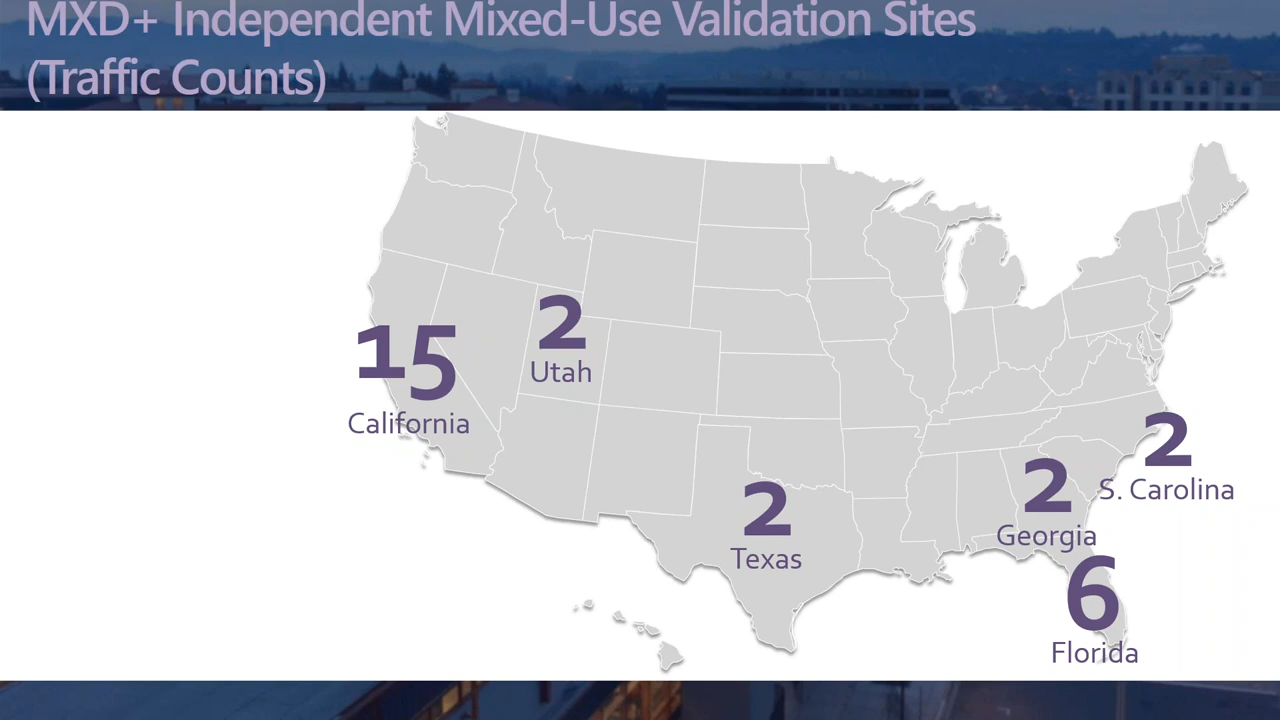 MXD+ Independent Mixed-Use Validation Sites
(Traffic Counts)
15
California
2
Utah
2
Texas
2
Georgia
2
S. Carolina
6
Florida